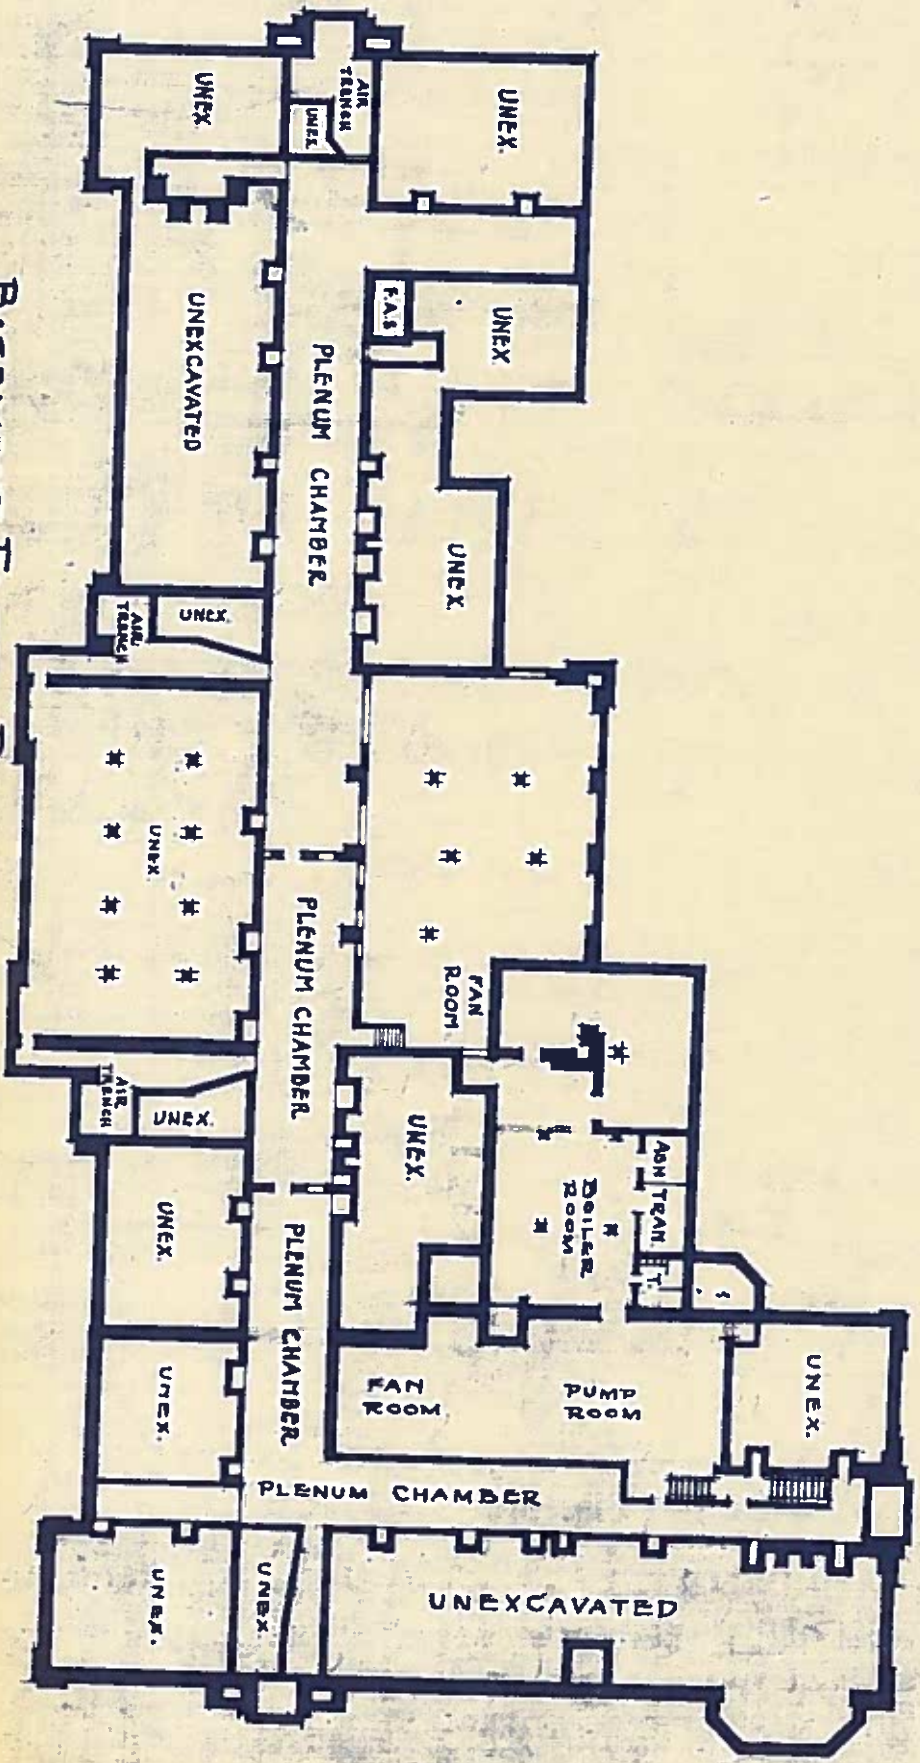 UNEX.
AIR
TRENCH
UNEX.
UNEX.
F.A.S
UNEX
UNEXCAVATED
PLENUM CHAMBER
UNEX.
AIR
TRENCH
UNEX.
UNEX.
PLENUM CHAMBER
FAN
ROOM
AIR
TRENCH
UNEX.
UNEX.
BOILER
ROOM
TRAN.
T.
S
UNEX.
PLENUM CHAMBER
FAN
ROOM
PUMP
ROOM
UNEX.
UNEX.
PLENUM CHAMBER
UNEX.
UNEX.
UNEXCAVATED